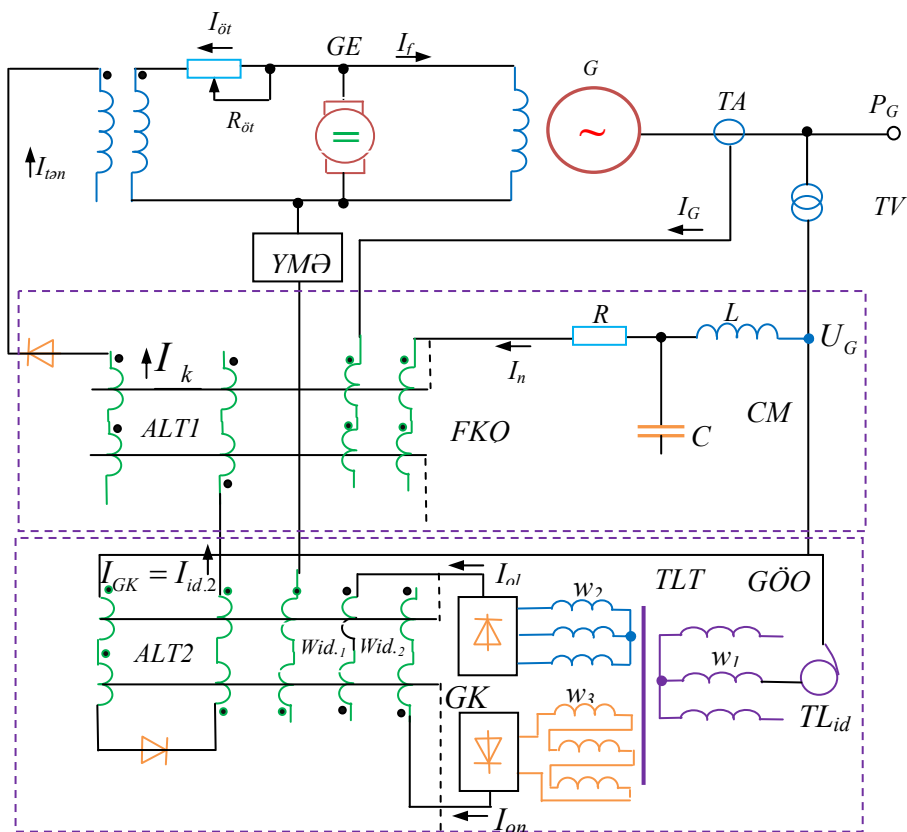 I_öt
GE
I_f
G
TA
P_G
R_öt
~
=
I_tən
I_G
TV
YMƏ
R
L
U_G
I_k
I_n
ALT1
FKQ
C
CM
I_GK = I_id.2
I_ol
TLT
GÖO
w_2
Wid._1
Wid._2
ALT2
w_1
GK
w_3
TL_id
I_on